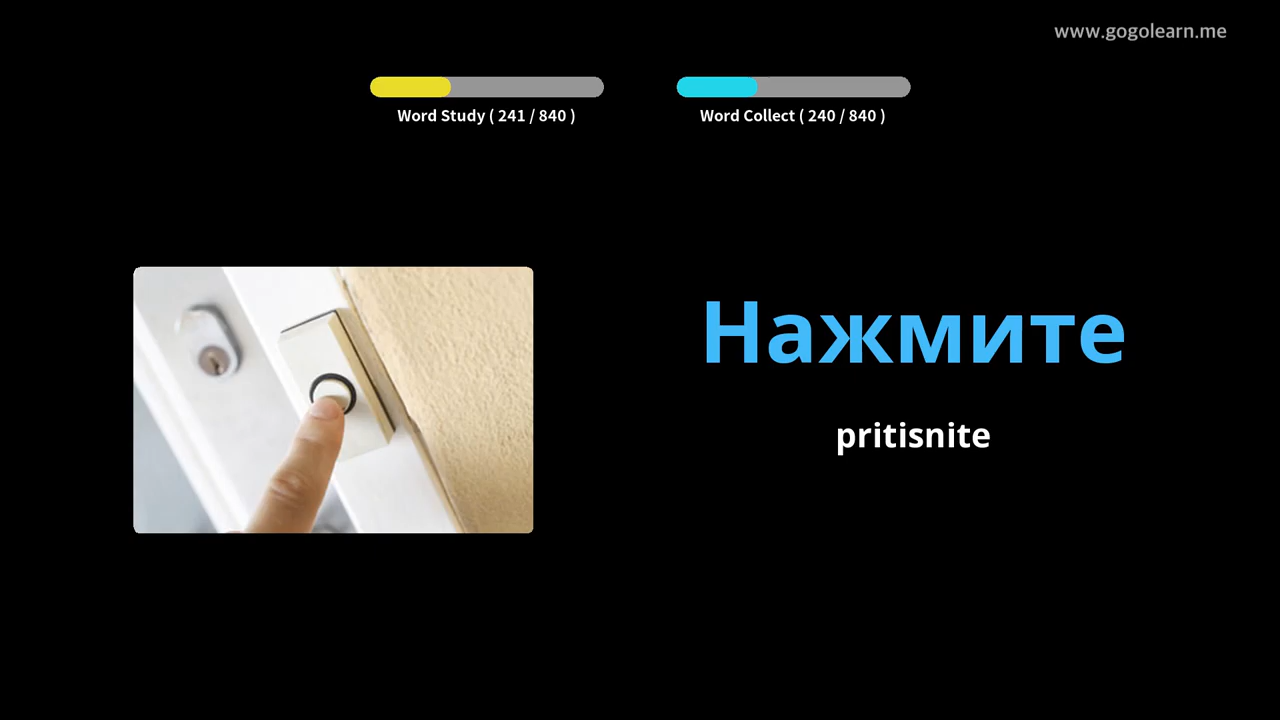 www.gogolearn.me
Word Study ( 241 / 840 )
Word Collect ( 240 / 840 )
Нажмите
pritisnite